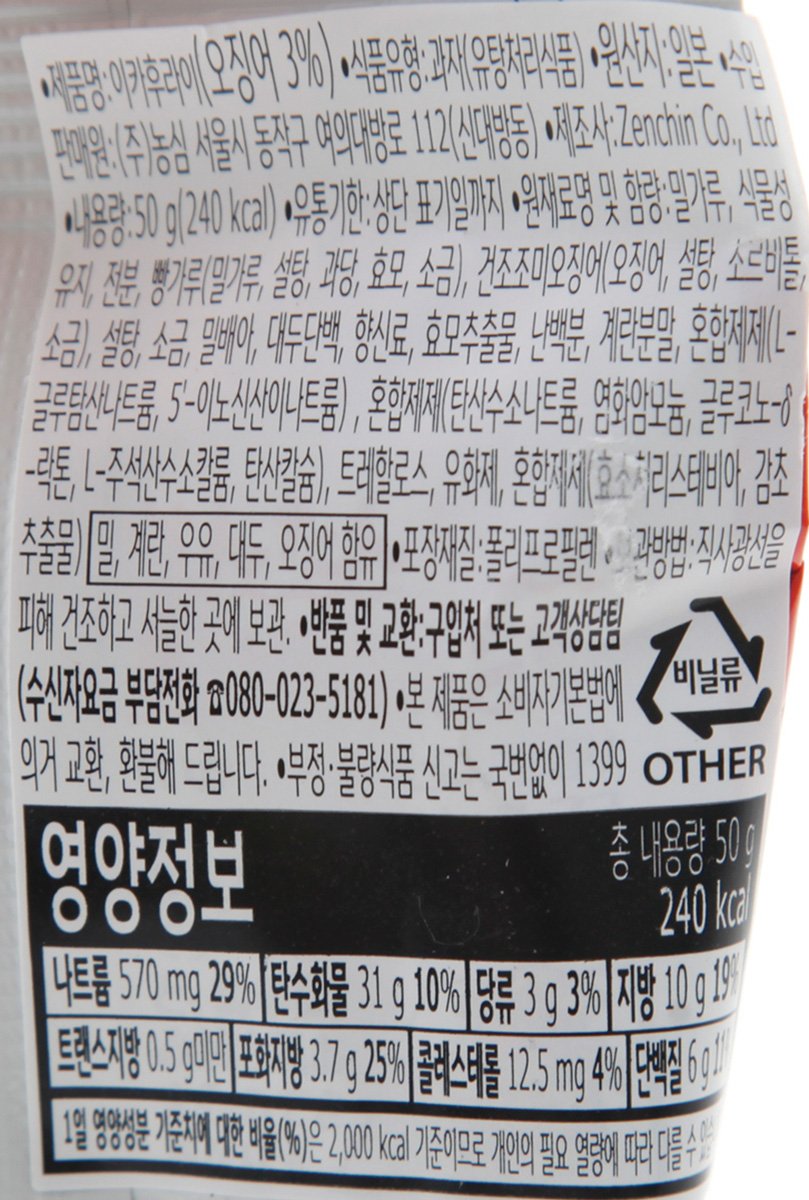 •제품명:이카후라이(오징어 3%) •식품유형:과자(유탕처리식품) •원산지:일본 •수입
판매원:(주)농심 서울시 동작구 여의대방로 112(신대방동) •제조사:Zenchin Co., Ltd
•내용량:50 g(240 kcal) •유통기한:상단 표기일까지 •원재료명 및 함량:밀가루, 식물성
유지, 전분, 빵가루(밀가루, 설탕, 과당, 효모, 소금), 건조조미오징어(오징어, 설탕, 소르비톨,
소금), 설탕, 소금, 밀배아, 대두단백, 향신료, 효모추출물, 난백분, 계란분말, 혼합제제(L-
글루탐산나트륨, 5'-이노신산이나트륨), 혼합제제(탄산수소나트륨, 염화암모늄, 글루코노-δ
-락톤, L-주석산수소칼륨, 탄산칼슘), 트레할로스, 유화제, 혼합제제(효소처리스테비아, 감초
추출물) 밀, 계란, 우유, 대두, 오징어 함유 •포장재질:폴리프로필렌 •보관방법:직사광선을
피해 건조하고 서늘한 곳에 보관. •반품 및 교환:구입처 또는 고객상담팀
(수신자요금 부담전화 ☎080-023-5181) •본 제품은 소비자기본법에
의거 교환, 환불해 드립니다. •부정·불량식품 신고는 국번없이 1399
비닐류
OTHER
영양정보
총 내용량 50 g
240 kcal
나트륨 570 mg 29% 탄수화물 31 g 10% 당류 3 g 3% 지방 10 g 19%
트랜스지방 0.5 g미만 포화지방 3.7 g 25% 콜레스테롤 12.5 mg 4% 단백질 6 g
1일 영양성분 기준치에 대한 비율(%)은 2,000 kcal 기준이므로 개인의 필요 열량에 따라 다를 수